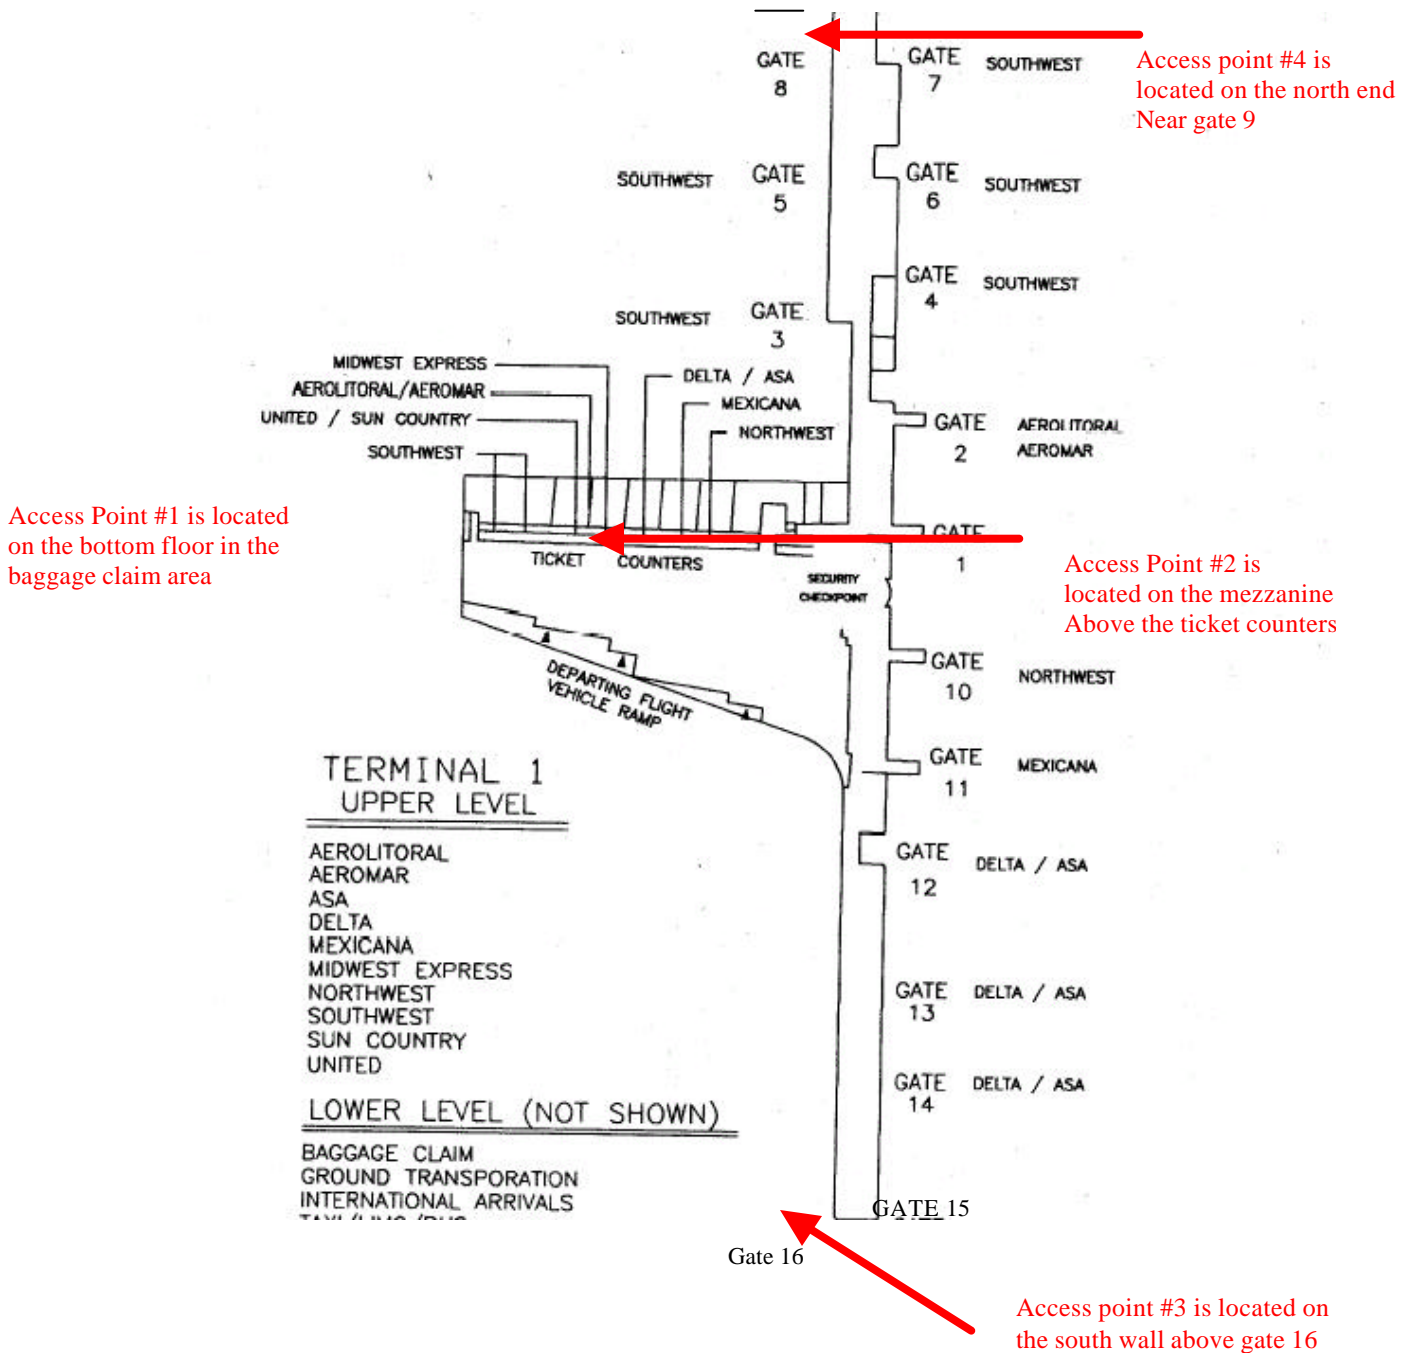 GATE
8
GATE
7
SOUTHWEST
Access point #4 is
located on the north end
Near gate 9
SOUTHWEST
GATE
5
GATE
6
SOUTHWEST
GATE
4
SOUTHWEST
SOUTHWEST
GATE
3
MIDWEST EXPRESS
AEROLITORAL/AEROMAR
UNITED / SUN COUNTRY
SOUTHWEST
DELTA / ASA
MEXICANA
NORTHWEST
GATE
2
AEROLITORAL
AEROMAR
Access Point #1 is located
on the bottom floor in the
baggage claim area
GATE
1
TICKET COUNTERS
SECURITY
CHECKPOINT
Access Point #2 is
located on the mezzanine
Above the ticket counters
GATE
10
NORTHWEST
DEPARTING FLIGHT
VEHICLE RAMP
GATE
11
MEXICANA
TERMINAL 1
UPPER LEVEL
AEROLITORAL
AEROMAR
ASA
DELTA
MEXICANA
MIDWEST EXPRESS
NORTHWEST
SOUTHWEST
SUN COUNTRY
UNITED
GATE
12
DELTA / ASA
GATE
13
DELTA / ASA
GATE
14
DELTA / ASA
LOWER LEVEL (NOT SHOWN)
BAGGAGE CLAIM
GROUND TRANSPORATION
INTERNATIONAL ARRIVALS
GATE 15
Gate 16
Access point #3 is located on
the south wall above gate 16